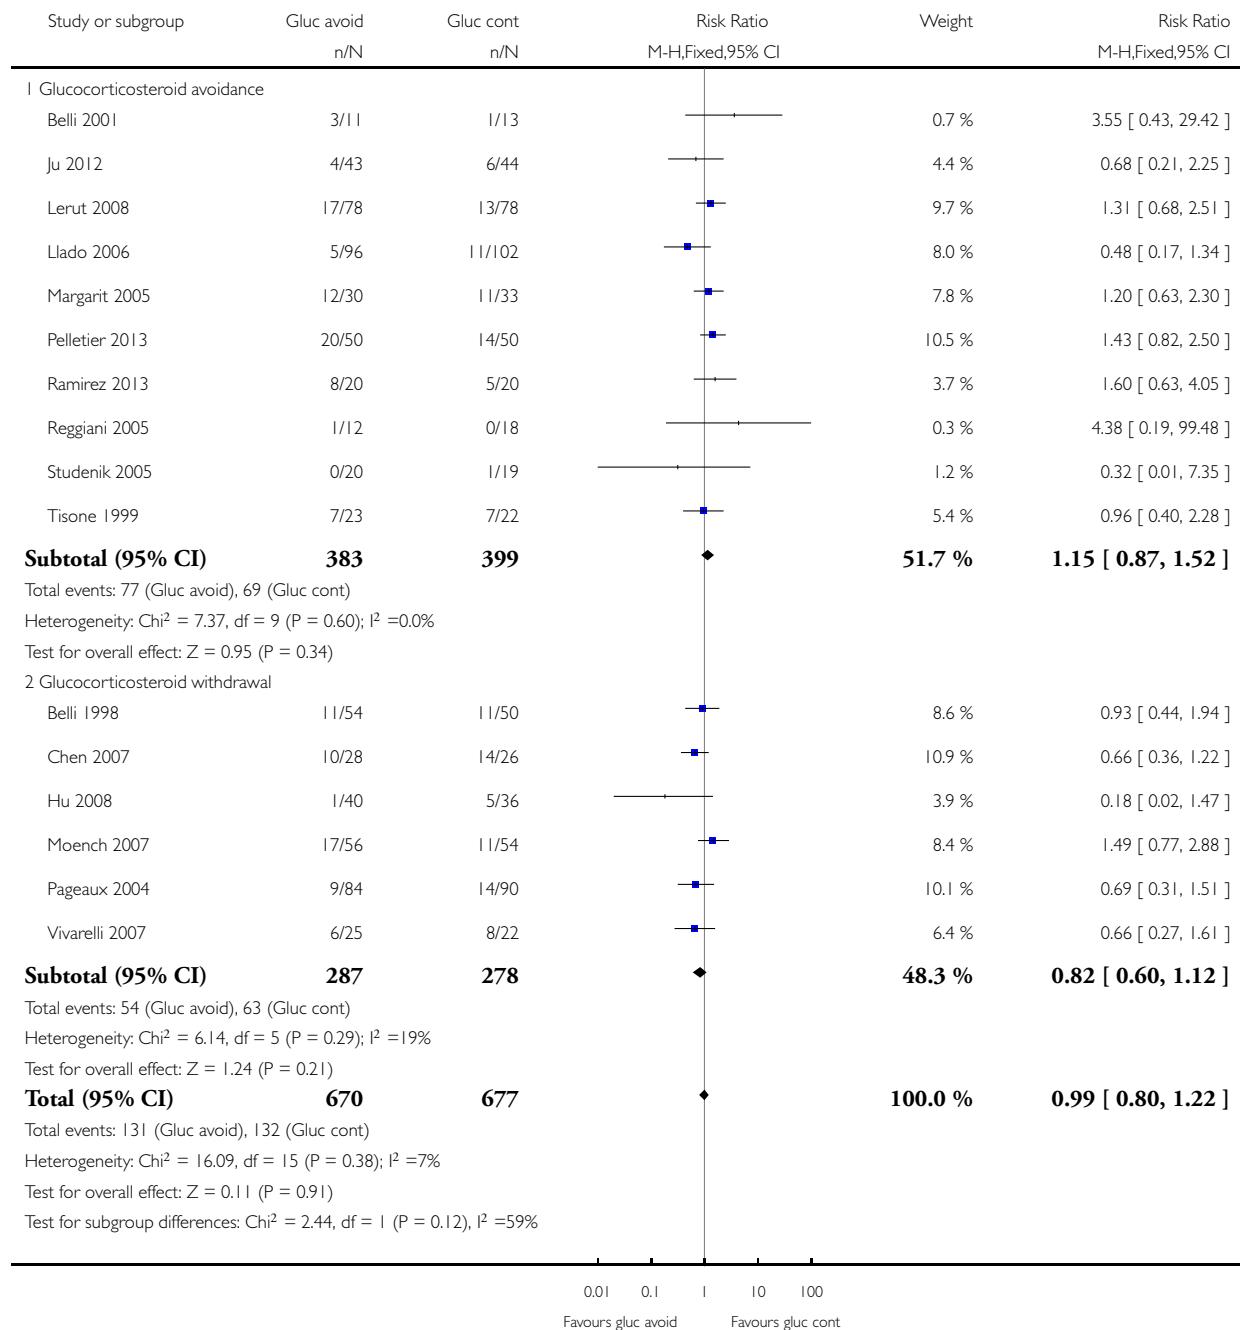 Study or subgroup Gluc avoid Gluc cont Risk Ratio Weight Risk Ratio
n/N n/N M-H,Fixed,95% CI M-H,Fixed,95% CI
1 Glucocorticosteroid avoidance
Belli 2001 3/11 1/13 0.7 % 3.55 [ 0.43, 29.42 ]
Ju 2012 4/43 6/44 4.4 % 0.68 [ 0.21, 2.25 ]
Lerut 2008 17/78 13/78 9.7 % 1.31 [ 0.68, 2.51 ]
Llado 2006 5/96 11/102 8.0 % 0.48 [ 0.17, 1.34 ]
Margarit 2005 12/30 11/33 7.8 % 1.20 [ 0.63, 2.30 ]
Pelletier 2013 20/50 14/50 10.5 % 1.43 [ 0.82, 2.50 ]
Ramirez 2013 8/20 5/20 3.7 % 1.60 [ 0.63, 4.05 ]
Reggiani 2005 1/12 0/18 0.3 % 4.38 [ 0.19, 99.48 ]
Studenik 2005 0/20 1/19 1.2 % 0.32 [ 0.01, 7.35 ]
Tisone 1999 7/23 7/22 5.4 % 0.96 [ 0.40, 2.28 ]
Subtotal (95% CI) 383 399 51.7 % 1.15 [ 0.87, 1.52 ]
Total events: 77 (Gluc avoid), 69 (Gluc cont)
Heterogeneity: Chi² = 7.37, df = 9 (P = 0.60); I² =0.0%
Test for overall effect: Z = 0.95 (P = 0.34)
2 Glucocorticosteroid withdrawal
Belli 1998 11/54 11/50 8.6 % 0.93 [ 0.44, 1.94 ]
Chen 2007 10/28 14/26 10.9 % 0.66 [ 0.36, 1.22 ]
Hu 2008 1/40 5/36 3.9 % 0.18 [ 0.02, 1.47 ]
Moench 2007 17/56 11/54 8.4 % 1.49 [ 0.77, 2.88 ]
Pageaux 2004 9/84 14/90 10.1 % 0.69 [ 0.31, 1.51 ]
Vivarelli 2007 6/25 8/22 6.4 % 0.66 [ 0.27, 1.61 ]
Subtotal (95% CI) 287 278 48.3 % 0.82 [ 0.60, 1.12 ]
Total events: 54 (Gluc avoid), 63 (Gluc cont)
Heterogeneity: Chi² = 6.14, df = 5 (P = 0.29); I² =19%
Test for overall effect: Z = 1.24 (P = 0.21)
Total (95% CI) 670 677 100.0 % 0.99 [ 0.80, 1.22 ]
Total events: 131 (Gluc avoid), 132 (Gluc cont)
Heterogeneity: Chi² = 16.09, df = 15 (P = 0.38); I² =7%
Test for overall effect: Z = 0.11 (P = 0.91)
Test for subgroup differences: Chi² = 2.44, df = 1 (P = 0.12), I² =59%
0.01 0.1 1 10 100
Favours gluc avoid Favours gluc cont